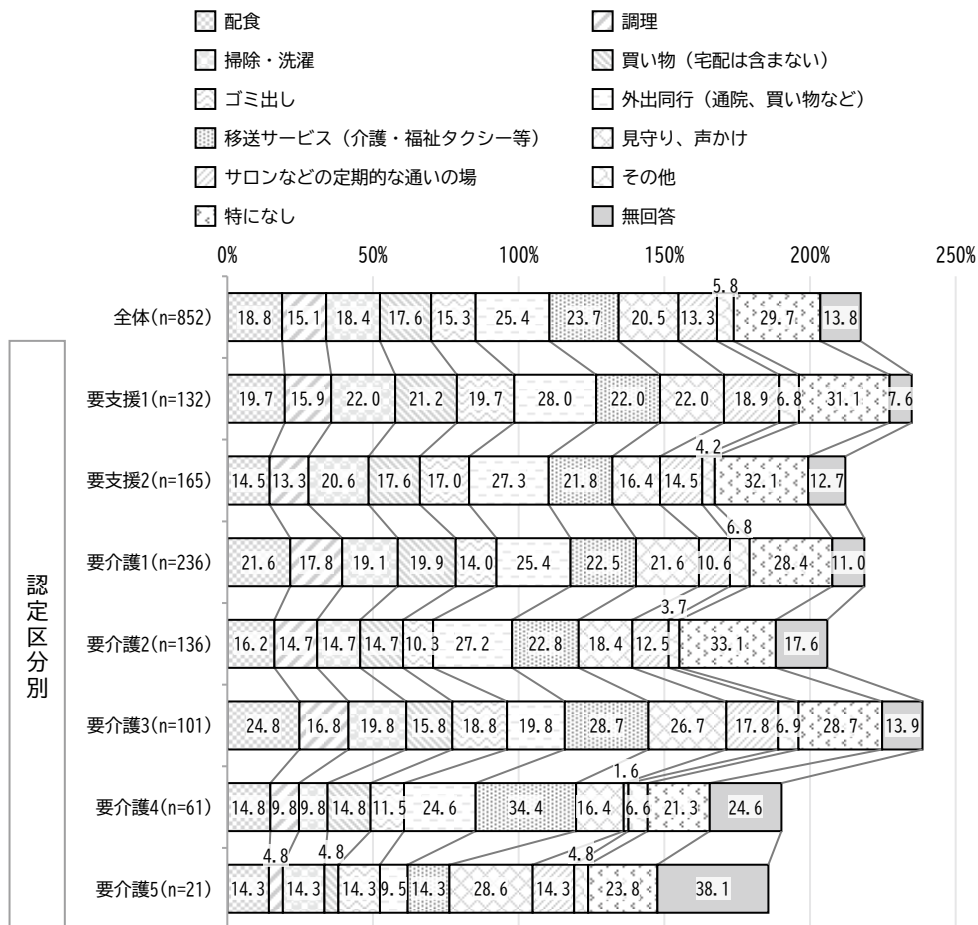 配食 調理
掃除・洗濯 買い物（宅配は含まない）
ゴミ出し 外出同行（通院、買い物など）
移送サービス（介護・福祉タクシー等） 見守り、声かけ
サロンなどの定期的な通いの場 その他
特になし 無回答
0% 50% 100% 150% 200% 250%
5.8
全体(n=852) 18.8 15.1 18.4 17.6 15.3 25.4 23.7 20.5 13.3 29.7 13.8
要支援1(n=132) 19.7 15.9 22.0 21.2 19.7 28.0 22.0 22.0 18.9 6.8 31.1 7.6
4.2
要支援2(n=165) 14.5 13.3 20.6 17.6 17.0 27.3 21.8 16.4 14.5 32.1 12.7
6.8
要介護1(n=236) 21.6 17.8 19.1 19.9 14.0 25.4 22.5 21.6 10.6 28.4 11.0
3.7
要介護2(n=136) 16.2 14.7 14.7 14.7 10.3 27.2 22.8 18.4 12.5 33.1 17.6
要介護3(n=101) 24.8 16.8 19.8 15.8 18.8 19.8 28.7 26.7 17.8 6.9 28.7 13.9
1.6
要介護4(n=61) 14.8 9.8 9.8 14.8 11.5 24.6 34.4 16.4 6.6 21.3 24.6
4.8 4.8 4.8
要介護5(n=21) 14.3 14.3 14.3 9.5 14.3 28.6 14.3 23.8 38.1
認定区分別